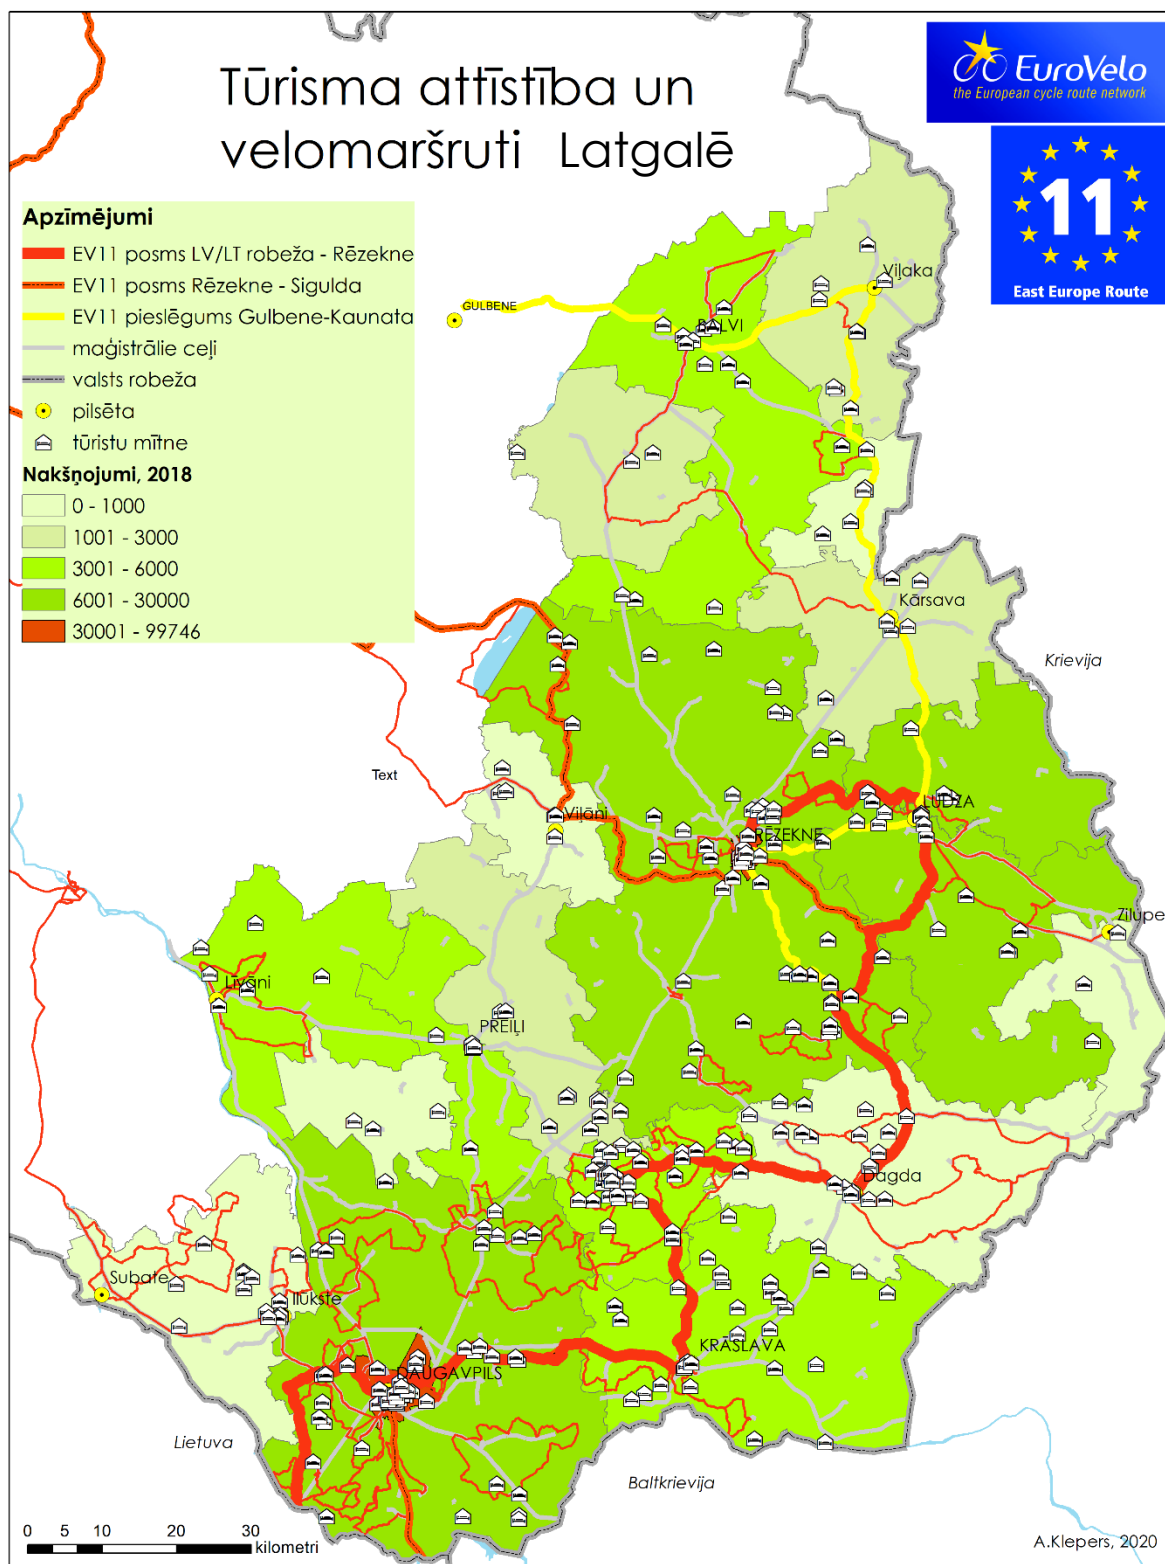 Tūrisma attīstība un
velomaršruti Latgalē
EuroVelo
the European cycle route network
11
East Europe Route
Apzīmējumi
EV11 posms LV/LT robeža - Rēzekne
EV11 posms Rēzekne - Sigulda
EV11 pieslēgums Gulbene-Kaunata
maģistrālie ceļi
valsts robeža
pilsēta
tūristu mītne
Nakšņojumi, 2018
0 - 1000
1001 - 3000
3001 - 6000
6001 - 30000
30001 - 99746
Viļaka
GULBENE
BALVI
Kārsava
Krievija
Text
Viļāni
LUDZA
RĒZEKNE
Zilupe
Līvāni
PREIĻI
Dagda
Subate
Ilūkste
KRĀSLAVA
DAUGAVPILS
Lietuva
Baltkrievija
0 5 10 20 30
kilometri
A.Klepers, 2020